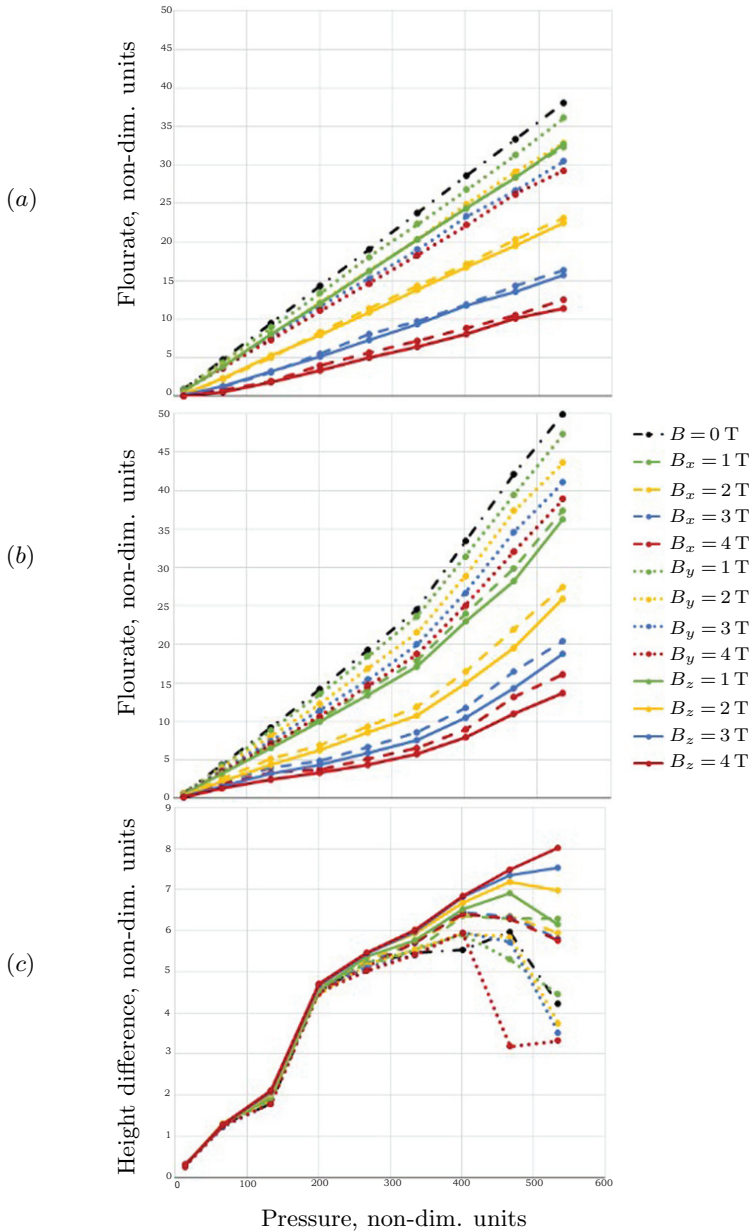 (a)
Flourate, non-dim. units
50
45
40
35
30
25
20
15
10
5
0
(b)
Flourate, non-dim. units
50
45
40
35
30
25
20
15
10
5
0
B = 0 T
Bx = 1 T
Bx = 2 T
Bx = 3 T
Bx = 4 T
By = 1 T
By = 2 T
By = 3 T
By = 4 T
Bz = 1 T
Bz = 2 T
Bz = 3 T
Bz = 4 T
(c)
Height difference, non-dim. units
9
8
7
6
5
4
3
2
1
0
0 100 200 300 400 500 600
Pressure, non-dim. units